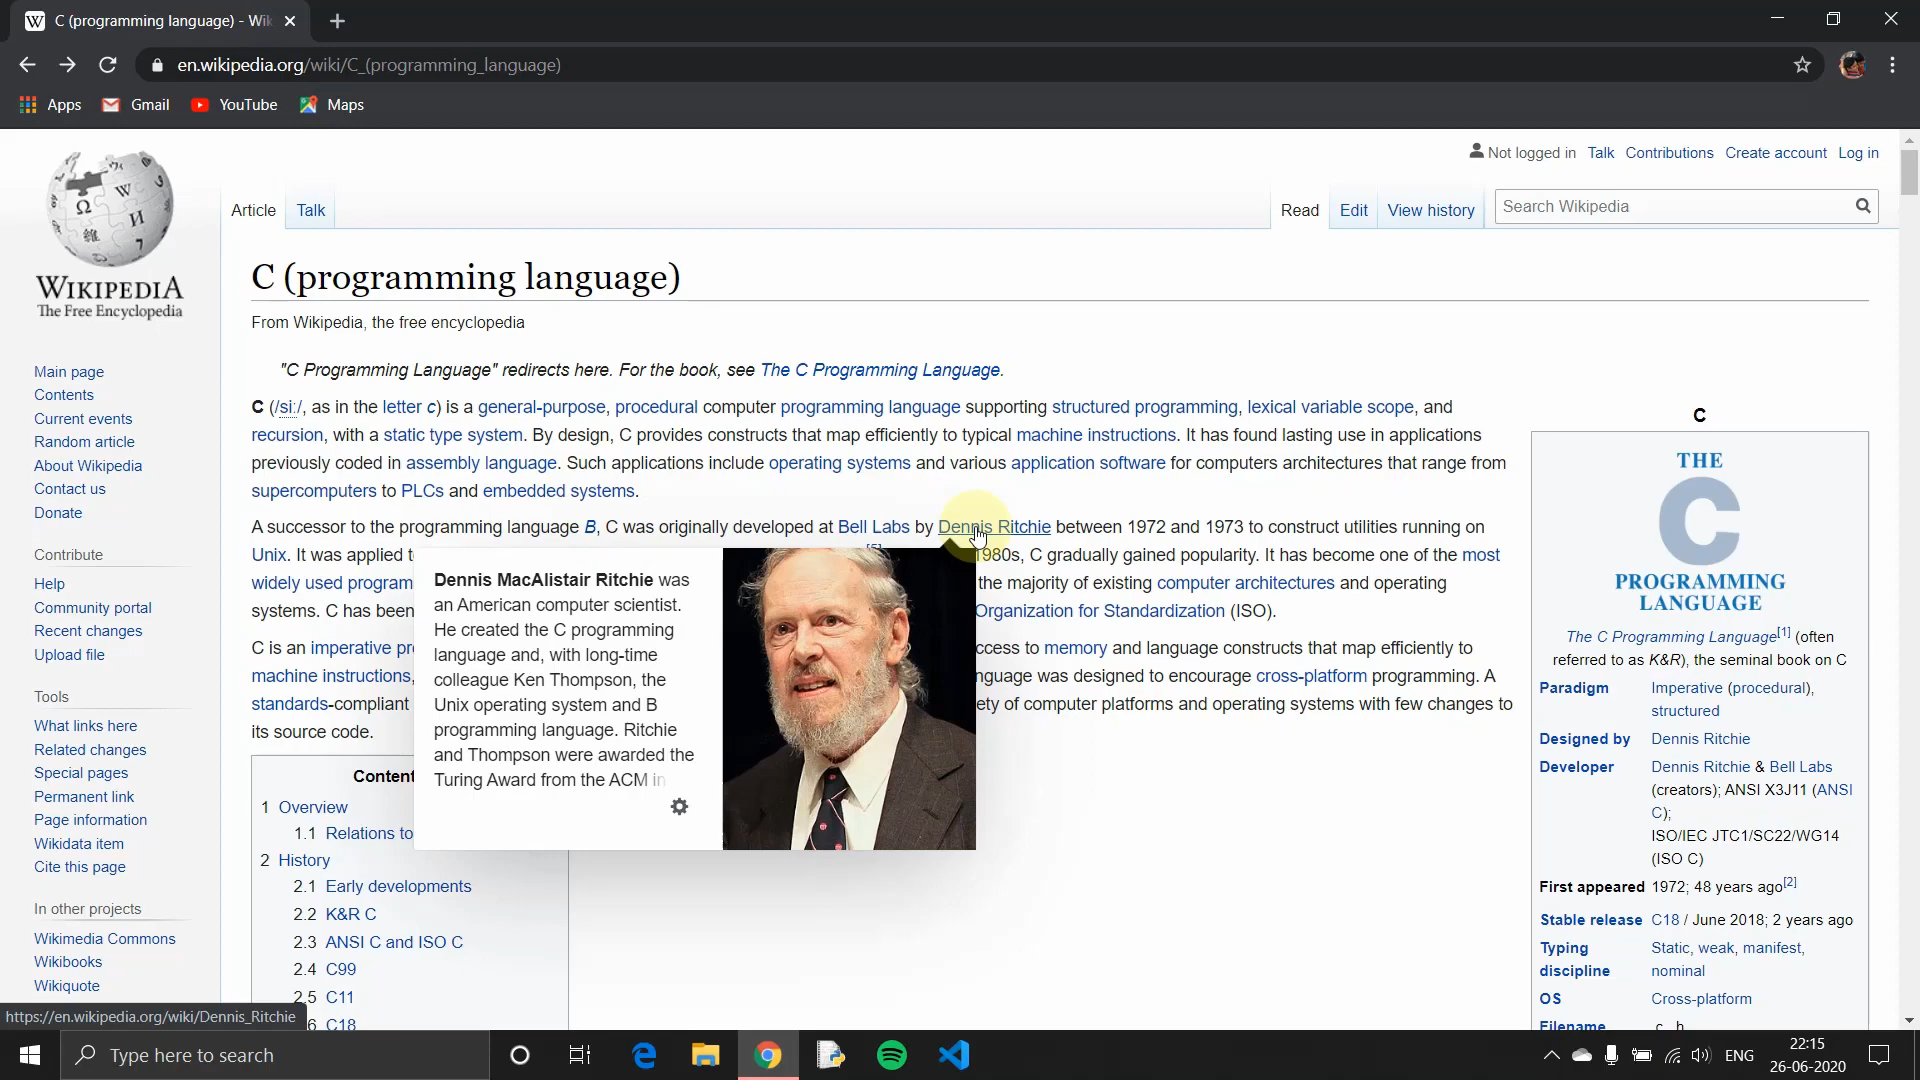 C (programming language) - Wik
en.wikipedia.org/wiki/C_(programming_language)
Apps Gmail YouTube Maps
Not logged in Talk Contributions Create account Log in
Article Talk Read Edit View history Search Wikipedia
WIKIPEDIA
The Free Encyclopedia
Main page
Contents
Current events
Random article
About Wikipedia
Contact us
Donate
Contribute
Help
Community portal
Recent changes
Upload file
Tools
What links here
Related changes
Special pages
Permanent link
Page information
Wikidata item
Cite this page
In other projects
Wikimedia Commons
Wikibooks
Wikiquote
C (programming language)
From Wikipedia, the free encyclopedia
"C Programming Language" redirects here. For the book, see The C Programming Language.
C (/siː/, as in the letter c) is a general-purpose, procedural computer programming language supporting structured programming, lexical variable scope, and
recursion, with a static type system. By design, C provides constructs that map efficiently to typical machine instructions. It has found lasting use in applications
previously coded in assembly language. Such applications include operating systems and various application software for computers architectures that range from
supercomputers to PLCs and embedded systems.
A successor to the programming language B, C was originally developed at Bell Labs by Dennis Ritchie between 1972 and 1973 to construct utilities running on
Unix. It was applied t [5] 1980s, C gradually gained popularity. It has become one of the most
widely used program the majority of existing computer architectures and operating
systems. C has been Organization for Standardization (ISO).
C is an imperative pr ccess to memory and language constructs that map efficiently to
machine instructions, nguage was designed to encourage cross-platform programming. A
standards-compliant ety of computer platforms and operating systems with few changes to
its source code.
Dennis MacAlistair Ritchie was
an American computer scientist.
He created the C programming
language and, with long-time
colleague Ken Thompson, the
Unix operating system and B
programming language. Ritchie
and Thompson were awarded the
Turing Award from the ACM in
Content
1 Overview
1.1 Relations to
2 History
2.1 Early developments
2.2 K&R C
2.3 ANSI C and ISO C
2.4 C99
2.5 C11
6 C18
C
THE
C
PROGRAMMING
LANGUAGE
The C Programming Language[1] (often
referred to as K&R), the seminal book on C
Paradigm Imperative (procedural),
structured
Designed by Dennis Ritchie
Developer Dennis Ritchie & Bell Labs
(creators); ANSI X3J11 (ANSI
C);
ISO/IEC JTC1/SC22/WG14
(ISO C)
First appeared 1972; 48 years ago[2]
Stable release C18 / June 2018; 2 years ago
Typing Static, weak, manifest,
discipline nominal
OS Cross-platform
Filename .c, .h
https://en.wikipedia.org/wiki/Dennis_Ritchie
Type here to search
ENG
22:15
26-06-2020